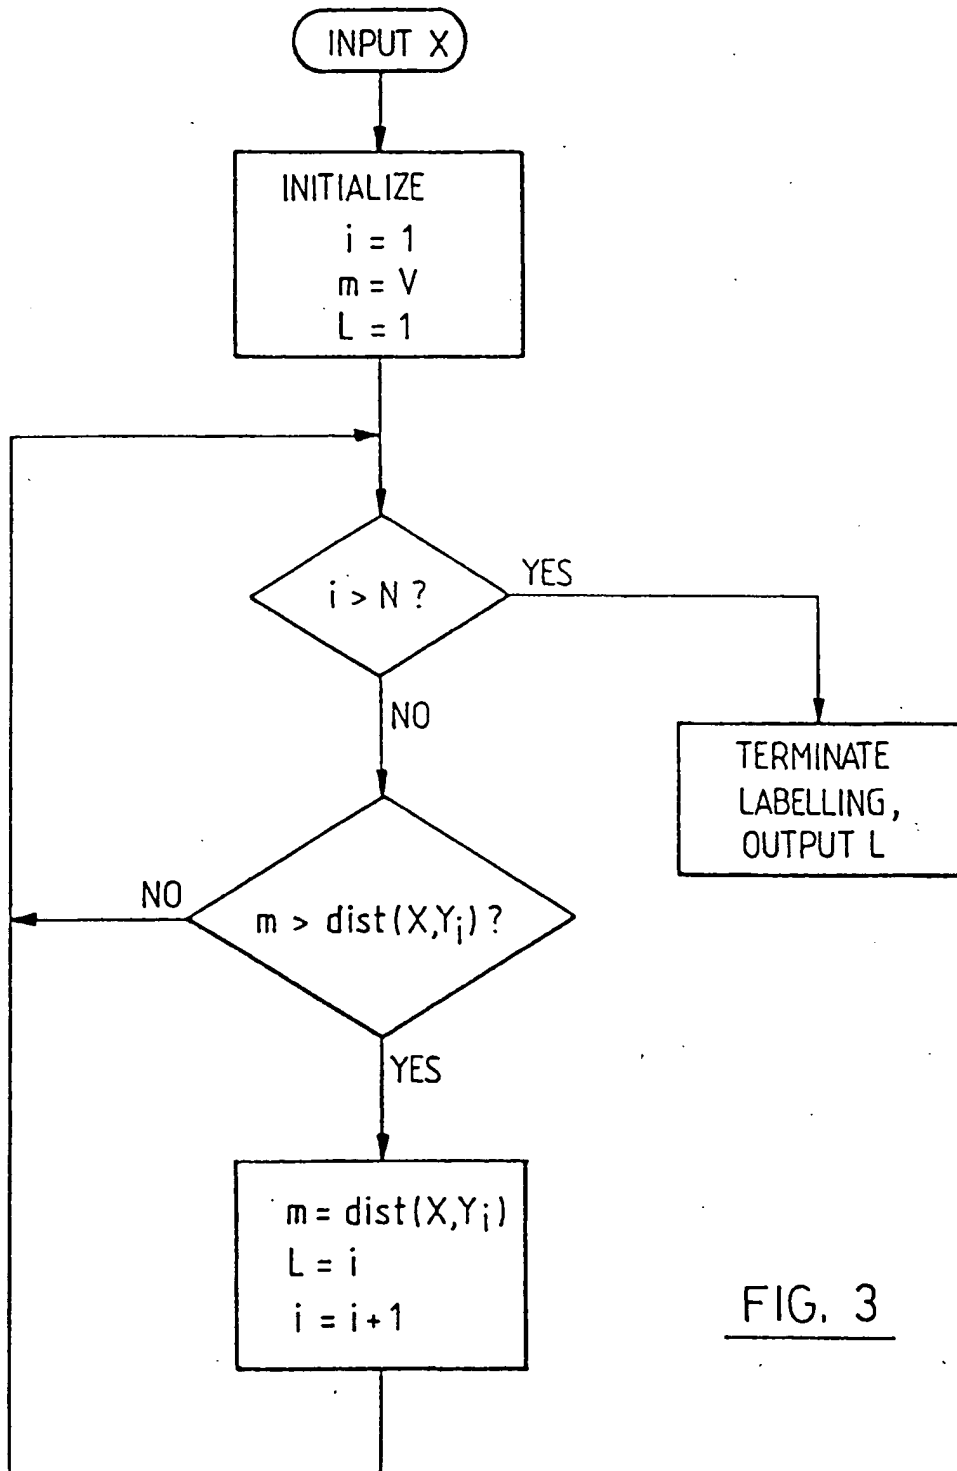 INPUT X
INITIALIZE
i = 1
m = V
L = 1
i > N ?
YES
NO
TERMINATE
LABELLING,
OUTPUT L
m > dist(X,Yi) ?
NO
YES
m = dist(X,Yi)
L = i
i = i+1
FIG. 3